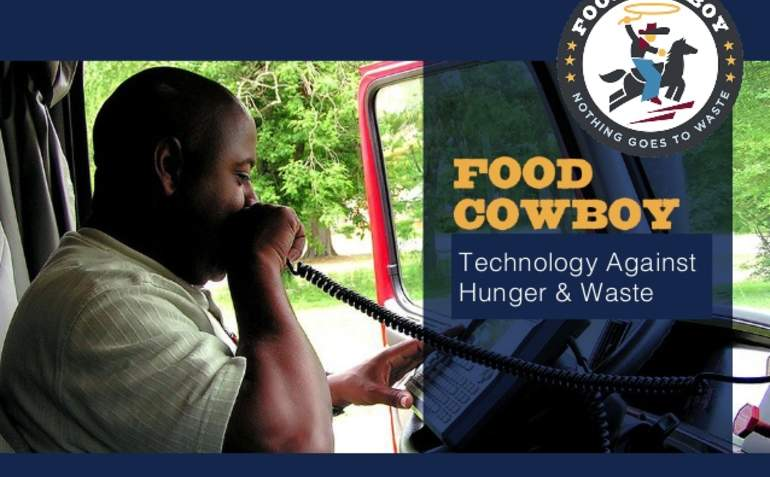 FOOD COWBOY
NOTHING GOES TO WASTE
FOOD
COWBOY
Technology Against
Hunger & Waste